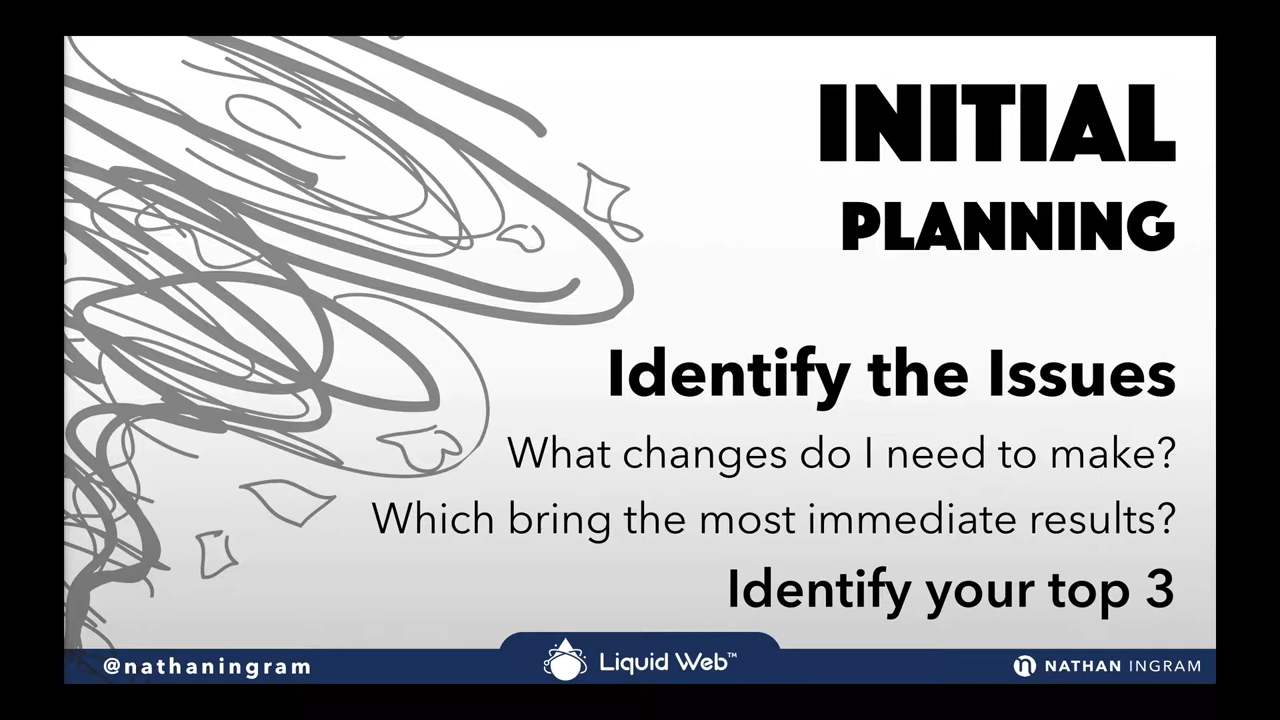 INITIAL
PLANNING
Identify the Issues
What changes do I need to make?
Which bring the most immediate results?
Identify your top 3
@nathaningram
Liquid Web™
NATHAN INGRAM